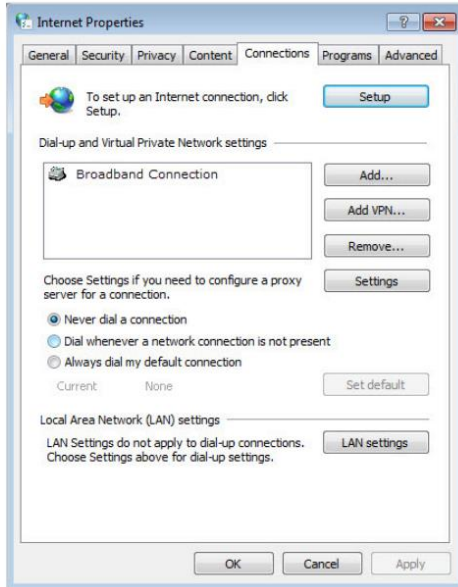 Internet Properties
General Security Privacy Content Connections Programs Advanced
To set up an Internet connection, click
Setup.
Setup
Dial-up and Virtual Private Network settings
Broadband Connection
Add...
Add VPN...
Remove...
Choose Settings if you need to configure a proxy
server for a connection.
Settings
Never dial a connection
Dial whenever a network connection is not present
Always dial my default connection
Current None
Set default
Local Area Network (LAN) settings
LAN Settings do not apply to dial-up connections.
Choose Settings above for dial-up settings.
LAN settings
OK Cancel Apply